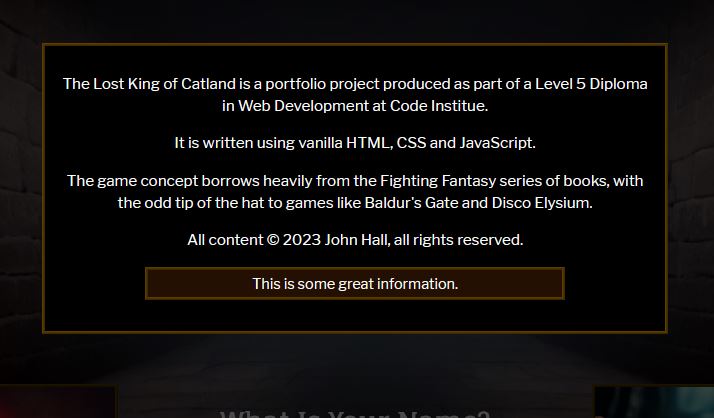 The Lost King of Catland is a portfolio project produced as part of a Level 5 Diploma
in Web Development at Code Institue.
It is written using vanilla HTML, CSS and JavaScript.
The game concept borrows heavily from the Fighting Fantasy series of books, with
the odd tip of the hat to games like Baldur's Gate and Disco Elysium.
All content © 2023 John Hall, all rights reserved.
This is some great information.
What Is Your Name?